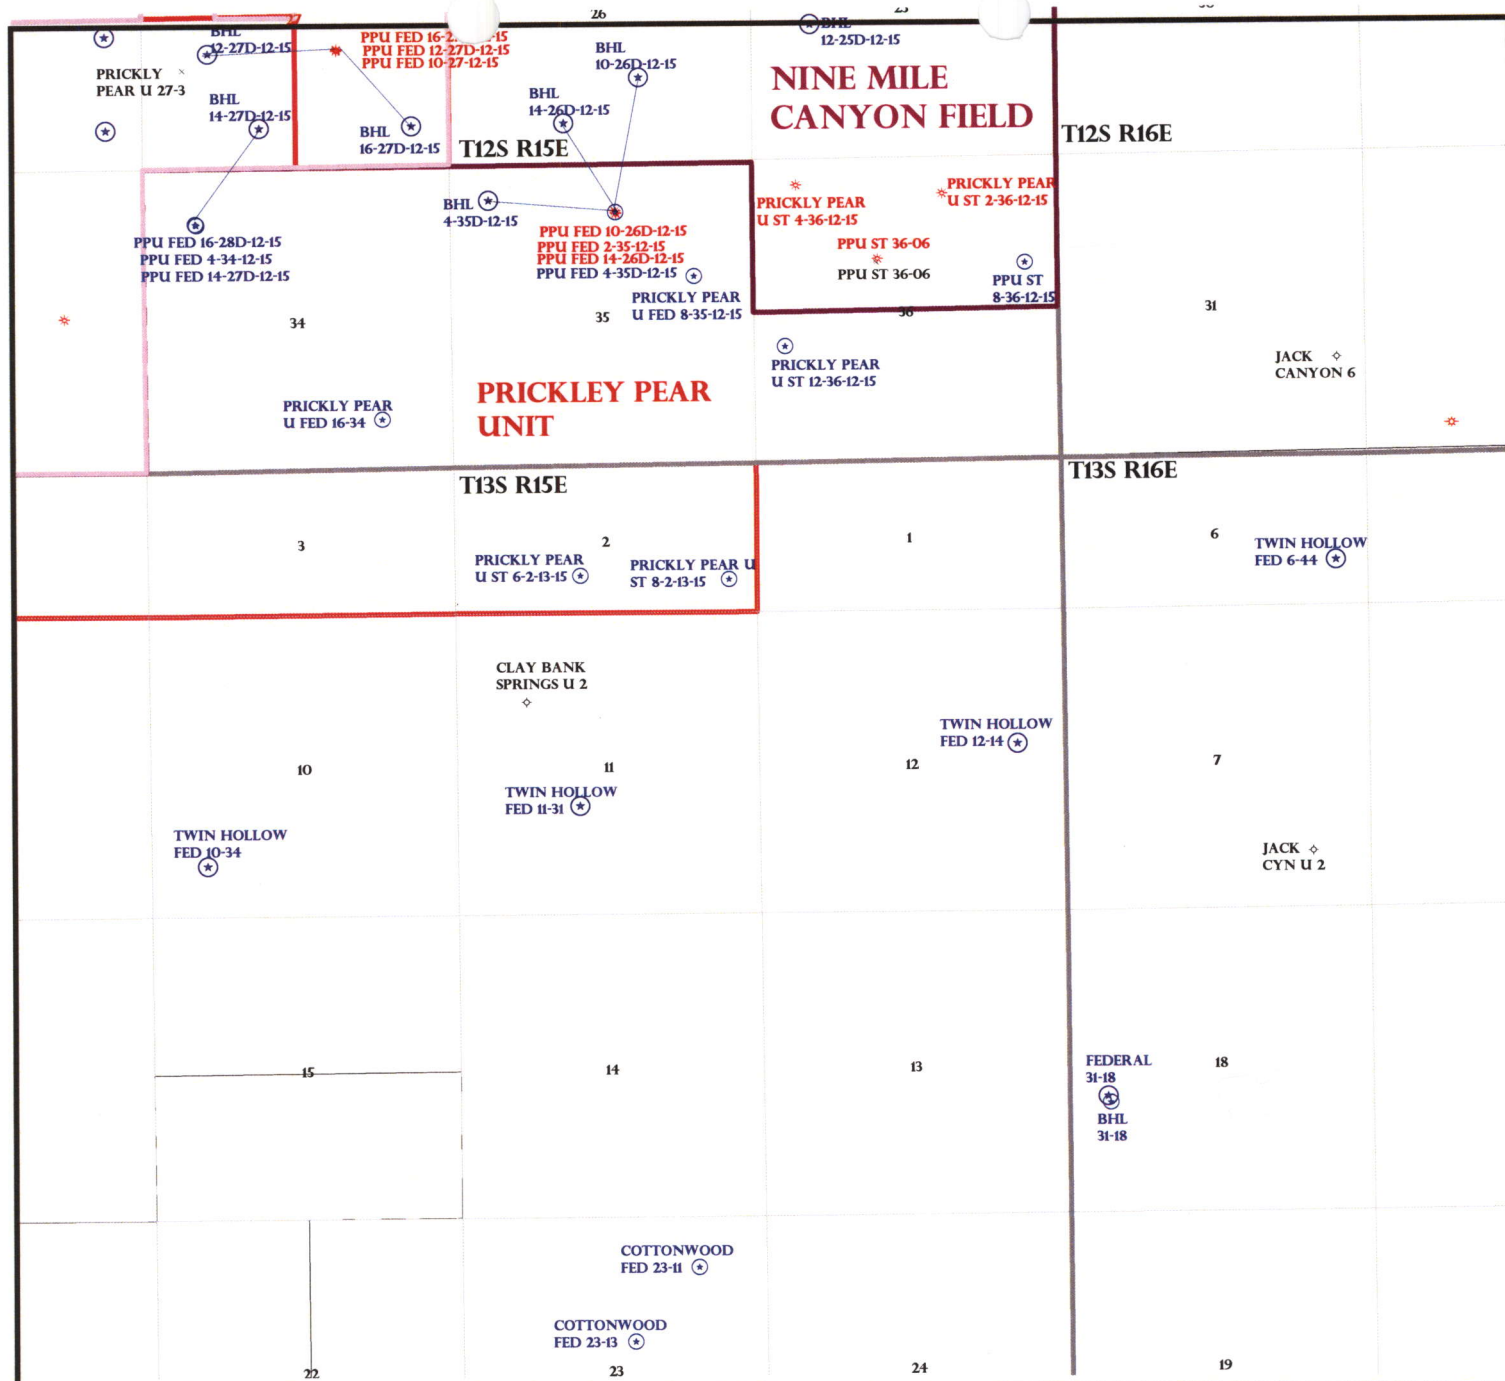 27
26
25
BHL
12-27D-12-15
PRICKLY
PEAR U 27-3
BHL
14-27D-12-15
PPU FED 12-27D-12-15
PPU FED 10-27-12-15
BHL
16-27D-12-15
BHL
10-26D-12-15
BHL
14-26D-12-15
BHL
12-25D-12-15
NINE MILE
CANYON FIELD
T12S R15E
T12S R16E
PPU FED 16-28D-12-15
PPU FED 4-34-12-15
PPU FED 14-27D-12-15
BHL
4-35D-12-15
PPU FED 10-26D-12-15
PPU FED 2-35-12-15
PPU FED 14-26D-12-15
PPU FED 4-35D-12-15
PRICKLY PEAR
U FED 8-35-12-15
PRICKLY PEAR
U ST 4-36-12-15
PRICKLY PEAR
U ST 2-36-12-15
PPU ST 36-06
PPU ST 36-06
PPU ST
8-36-12-15
34
35
36
31
PRICKLY PEAR
U ST 12-36-12-15
JACK
CANYON 6
PRICKLY PEAR
U FED 16-34
PRICKLEY PEAR
UNIT
T13S R15E
T13S R16E
3
2
1
6
PRICKLY PEAR
U ST 6-2-13-15
PRICKLY PEAR U
ST 8-2-13-15
TWIN HOLLOW
FED 6-44
CLAY BANK
SPRINGS U 2
TWIN HOLLOW
FED 12-14
10
11
12
7
TWIN HOLLOW
FED 11-31
TWIN HOLLOW
FED 10-34
JACK
CYN U 2
15
14
13
18
FEDERAL
31-18
BHL
31-18
COTTONWOOD
FED 23-11
COTTONWOOD
FED 23-13
22
23
24
19